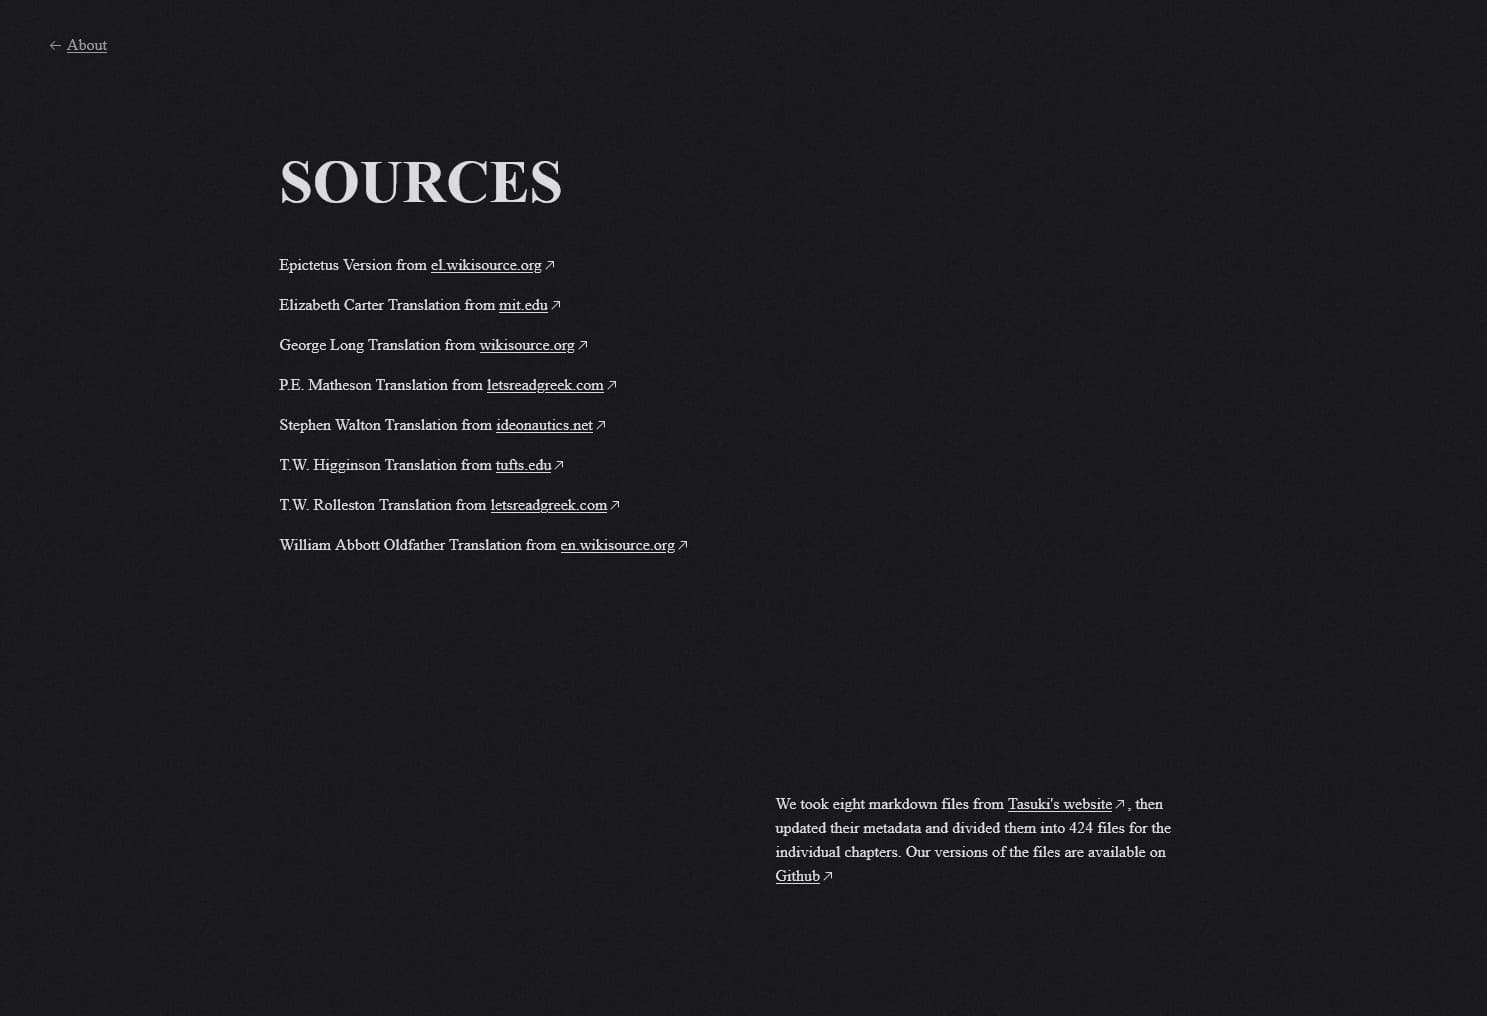 ← About
SOURCES
Epictetus Version from el.wikisource.org ↗
Elizabeth Carter Translation from mit.edu ↗
George Long Translation from wikisource.org ↗
P.E. Matheson Translation from letsreadgreek.com ↗
Stephen Walton Translation from ideonautics.net ↗
T.W. Higginson Translation from tufts.edu ↗
T.W. Rolleston Translation from letsreadgreek.com ↗
William Abbott Oldfather Translation from en.wikisource.org ↗
We took eight markdown files from Tasuki's website ↗, then
updated their metadata and divided them into 424 files for the
individual chapters. Our versions of the files are available on
Github ↗